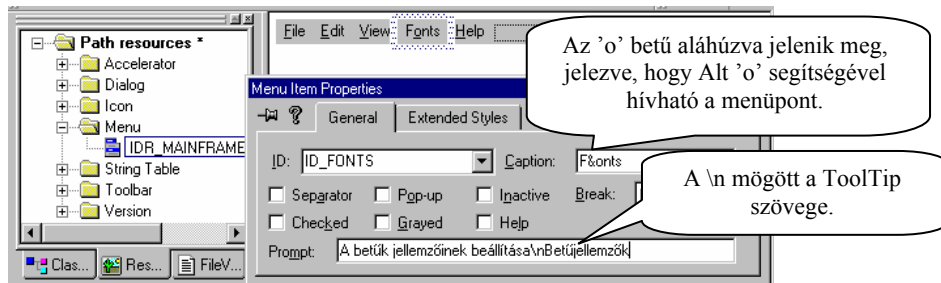 Path resources *
Accelerator
Dialog
Icon
Menu
IDR_MAINFRAME
String Table
Toolbar
Version
Clas...
Res...
FileV...
File Edit View Fonts Help
Menu Item Properties
General Extended Styles
ID: ID_FONTS Caption: F&onts
Separator Pop-up Inactive Break:
Checked Grayed Help
Prompt: A betűk jellemzőinek beállítása\nBetűjellemzők
Az ’o’ betű aláhúzva jelenik meg,
jelezve, hogy Alt ’o’ segítségével
hívható a menüpont.
A \n mögött a ToolTip
szövege.